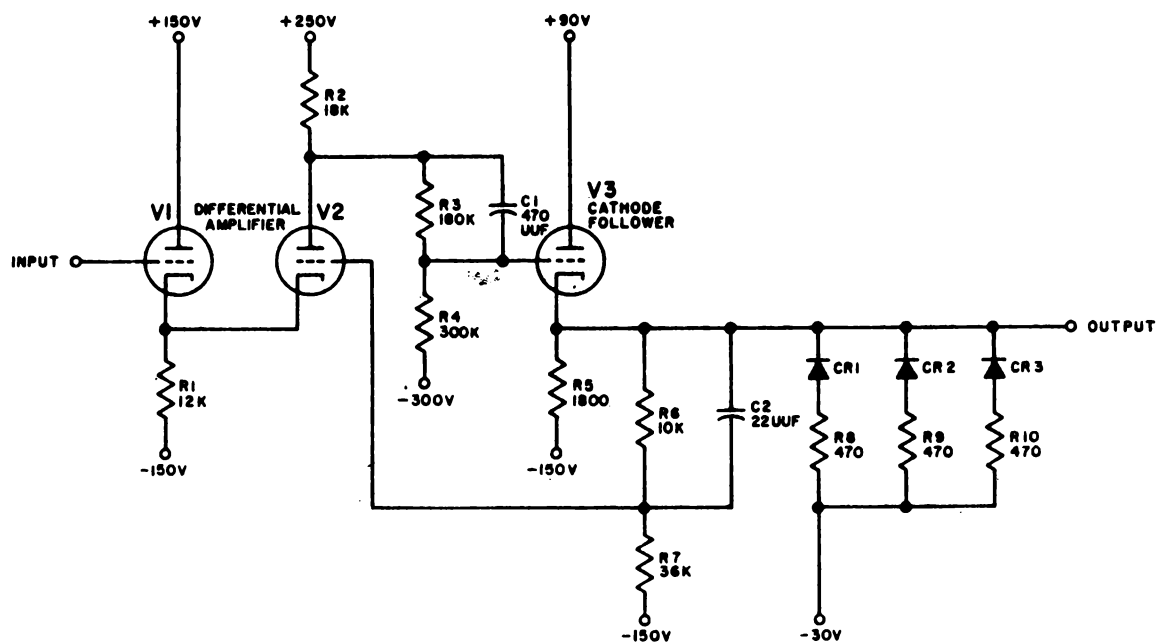 +150V
+250V
+90V
R2
18K
V1
DIFFERENTIAL
AMPLIFIER
V2
R3
180K
C1
470
UUF
V3
CATHODE
FOLLOWER
INPUT
R4
300K
-300V
OUTPUT
R1
12K
-150V
R5
1800
-150V
R6
10K
C2
22UUF
CR1
CR2
CR3
R8
470
R9
470
R10
470
R7
36K
-150V
-30V